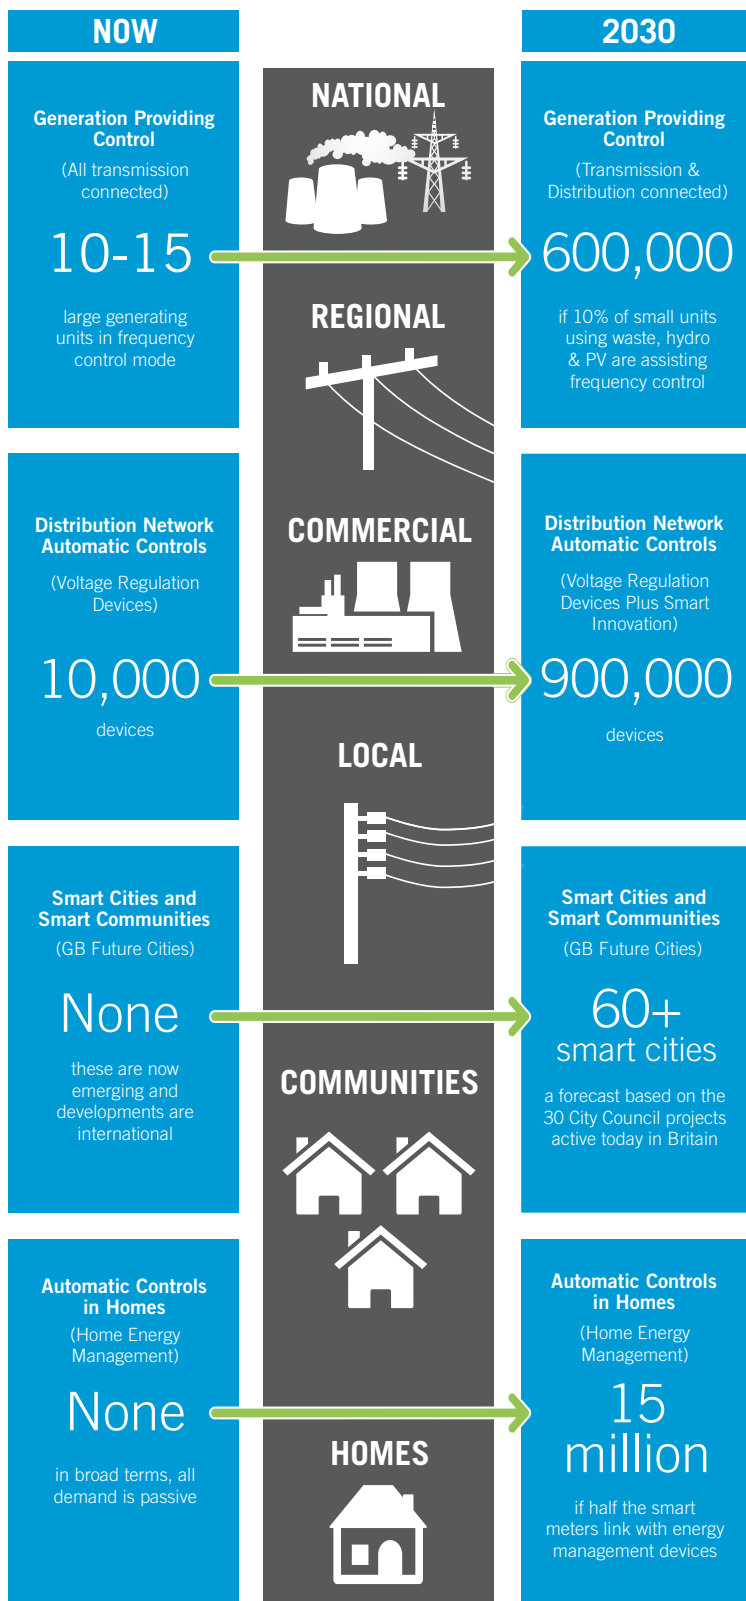 NOW
2030
NATIONAL
Generation Providing
Control
(All transmission
connected)
10-15
large generating
units in frequency
control mode
Generation Providing
Control
(Transmission &
Distribution connected)
600,000
if 10% of small units
using waste, hydro
& PV are assisting
frequency control
REGIONAL
COMMERCIAL
Distribution Network
Automatic Controls
(Voltage Regulation
Devices)
10,000
devices
Distribution Network
Automatic Controls
(Voltage Regulation
Devices Plus Smart
Innovation)
900,000
devices
LOCAL
Smart Cities and
Smart Communities
(GB Future Cities)
None
these are now
emerging and
developments are
international
Smart Cities and
Smart Communities
(GB Future Cities)
60+
smart cities
a forecast based on the
30 City Council projects
active today in Britain
COMMUNITIES
Automatic Controls
in Homes
(Home Energy
Management)
None
in broad terms, all
demand is passive
Automatic Controls
in Homes
(Home Energy
Management)
15
million
if half the smart
meters link with energy
management devices
HOMES